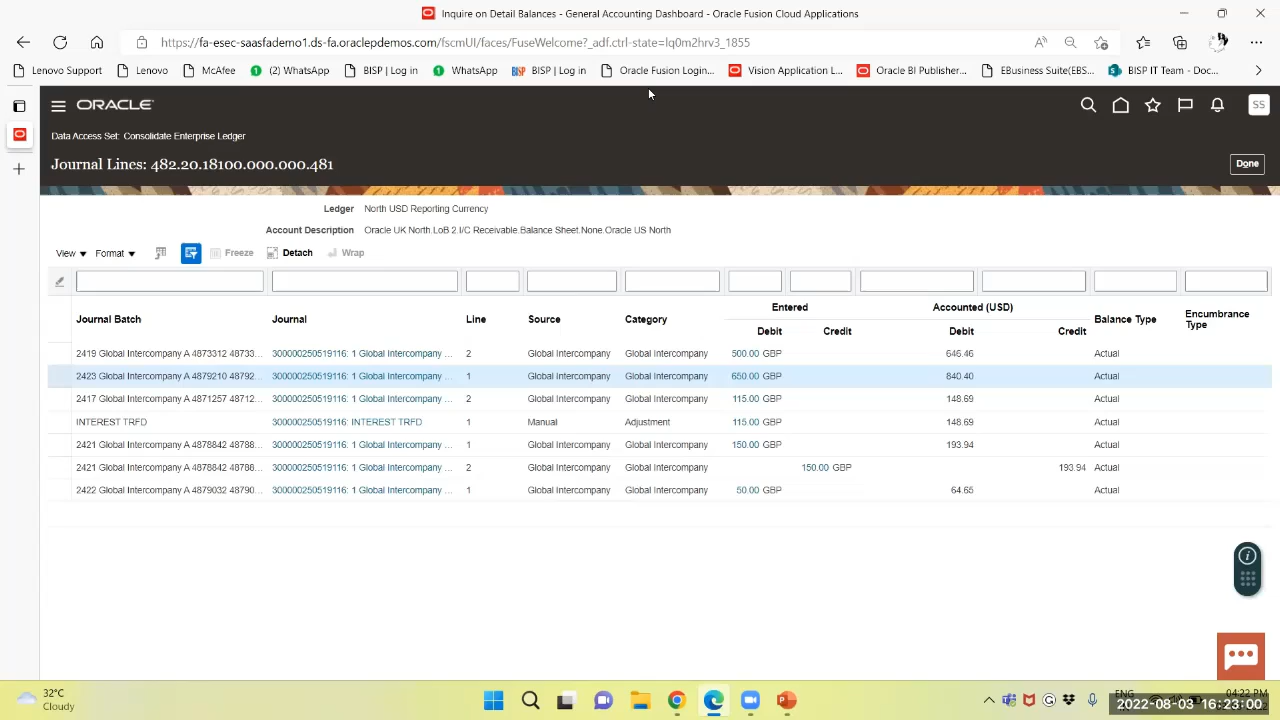 Inquire on Detail Balances - General Accounting Dashboard - Oracle Fusion Cloud Applications
https://fa-esec-saasfademo1.ds-fa.oraclepdemos.com/fscmUI/faces/FuseWelcome?_adf.ctrl-state=lq0m2hrv3_1855
Lenovo Support Lenovo McAfee (2) WhatsApp BISP | Log in WhatsApp BISP | Log in Oracle Fusion Login... Vision Application L... Oracle BI Publisher... EBusiness Suite(EBS... BISP IT Team - Doc...
ORACLE SS
Data Access Set: Consolidate Enterprise Ledger
Journal Lines: 482.20.18100.000.000.481 Done
Ledger North USD Reporting Currency
Account Description Oracle UK North.LoB 2.I/C Receivable.Balance Sheet.None.Oracle US North
View Format Freeze Detach Wrap
Entered Accounted (USD)
Journal Batch Journal Line Source Category Debit Credit Debit Credit Balance Type Encumbrance Type
2419 Global Intercompany A 4873312 48733... 300000250519116: 1 Global Intercompany ... 2 Global Intercompany Global Intercompany 500.00 GBP 646.46 Actual
2423 Global Intercompany A 4879210 48792... 300000250519116: 1 Global Intercompany ... 1 Global Intercompany Global Intercompany 650.00 GBP 840.40 Actual
2417 Global Intercompany A 4871257 48712... 300000250519116: 1 Global Intercompany ... 2 Global Intercompany Global Intercompany 115.00 GBP 148.69 Actual
INTEREST TRFD 300000250519116: INTEREST TRFD 1 Manual Adjustment 115.00 GBP 148.69 Actual
2421 Global Intercompany A 4878842 48788... 300000250519116: 1 Global Intercompany ... 1 Global Intercompany Global Intercompany 150.00 GBP 193.94 Actual
2421 Global Intercompany A 4878842 48788... 300000250519116: 1 Global Intercompany ... 2 Global Intercompany Global Intercompany 150.00 GBP 193.94 Actual
2422 Global Intercompany A 4879032 48790... 300000250519116: 1 Global Intercompany ... 1 Global Intercompany Global Intercompany 50.00 GBP 64.65 Actual
32°C
Cloudy
ENG 04:22 PM
2022-08-03 16:23:00